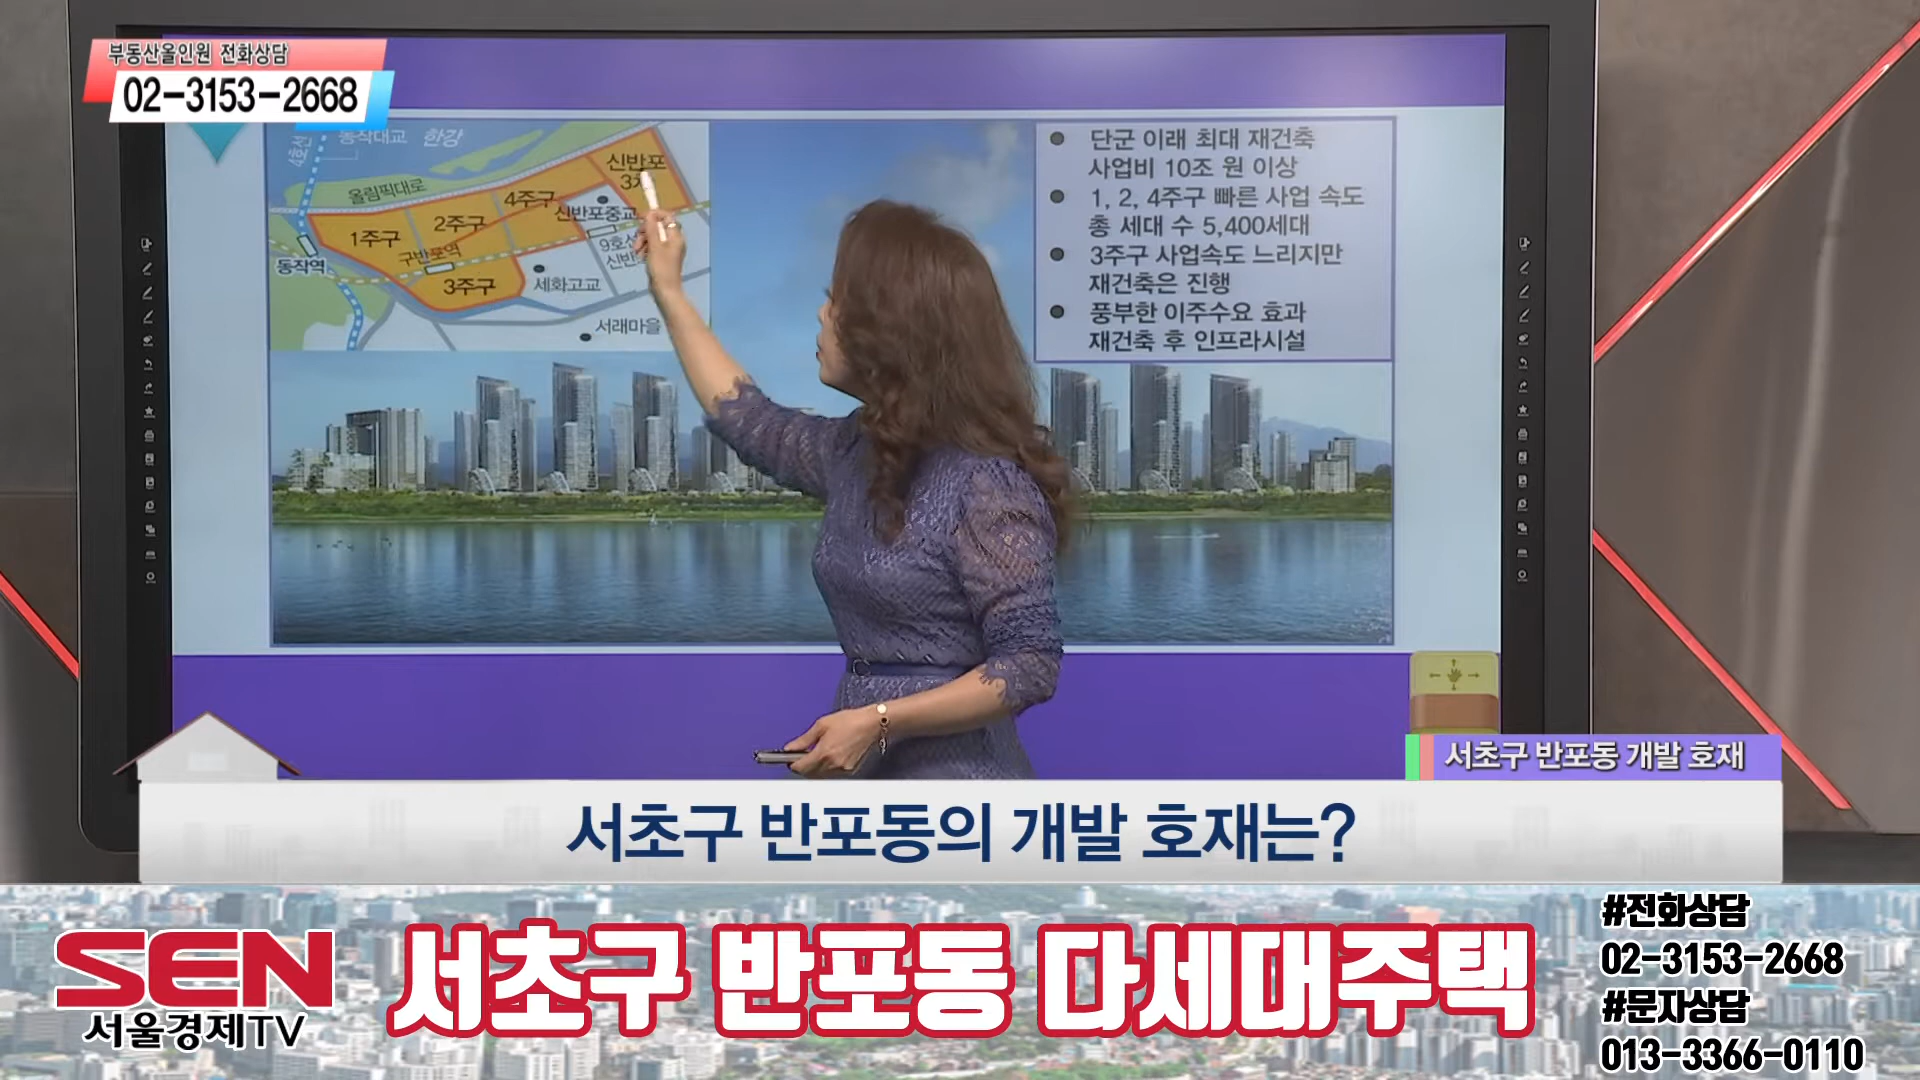 부동산올인원 전화상담
02-3153-2668
4호선
동작대교
한강
올림픽대로
신반포
4주구
2주구
신반포중교
1주구
9호선
구반포역
동작역
3주구
세화고교
서래마을
● 단군 이래 최대 재건축
사업비 10조 원 이상
● 1, 2, 4주구 빠른 사업 속도
총 세대 수 5,400세대
● 3주구 사업속도 느리지만
재건축은 진행
● 풍부한 이주수요 효과
재건축 후 인프라시설
서초구 반포동 개발 호재
서초구 반포동의 개발 호재는?
SEN
서울경제TV
서초구 반포동 다세대주택
#전화상담
02-3153-2668
#문자상담
013-3366-0110